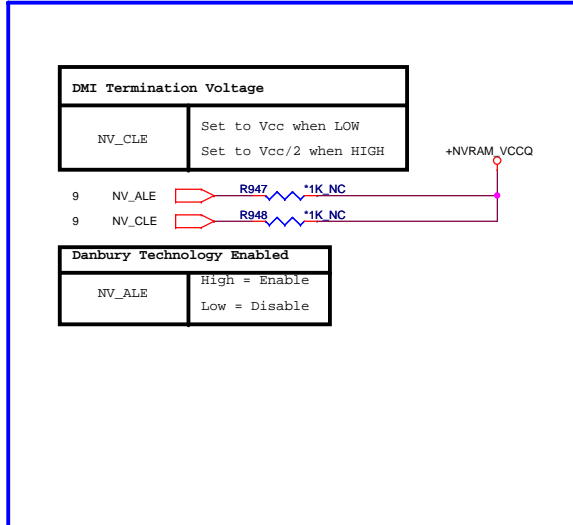 DMI Termination Voltage
NV_CLE
Set to Vcc when LOW
Set to Vcc/2 when HIGH
+NVRAM_VCCQ
9 NV_ALE R947 *1K_NC
9 NV_CLE R948 *1K_NC
Danbury Technology Enabled
NV_ALE
High = Enable
Low = Disable